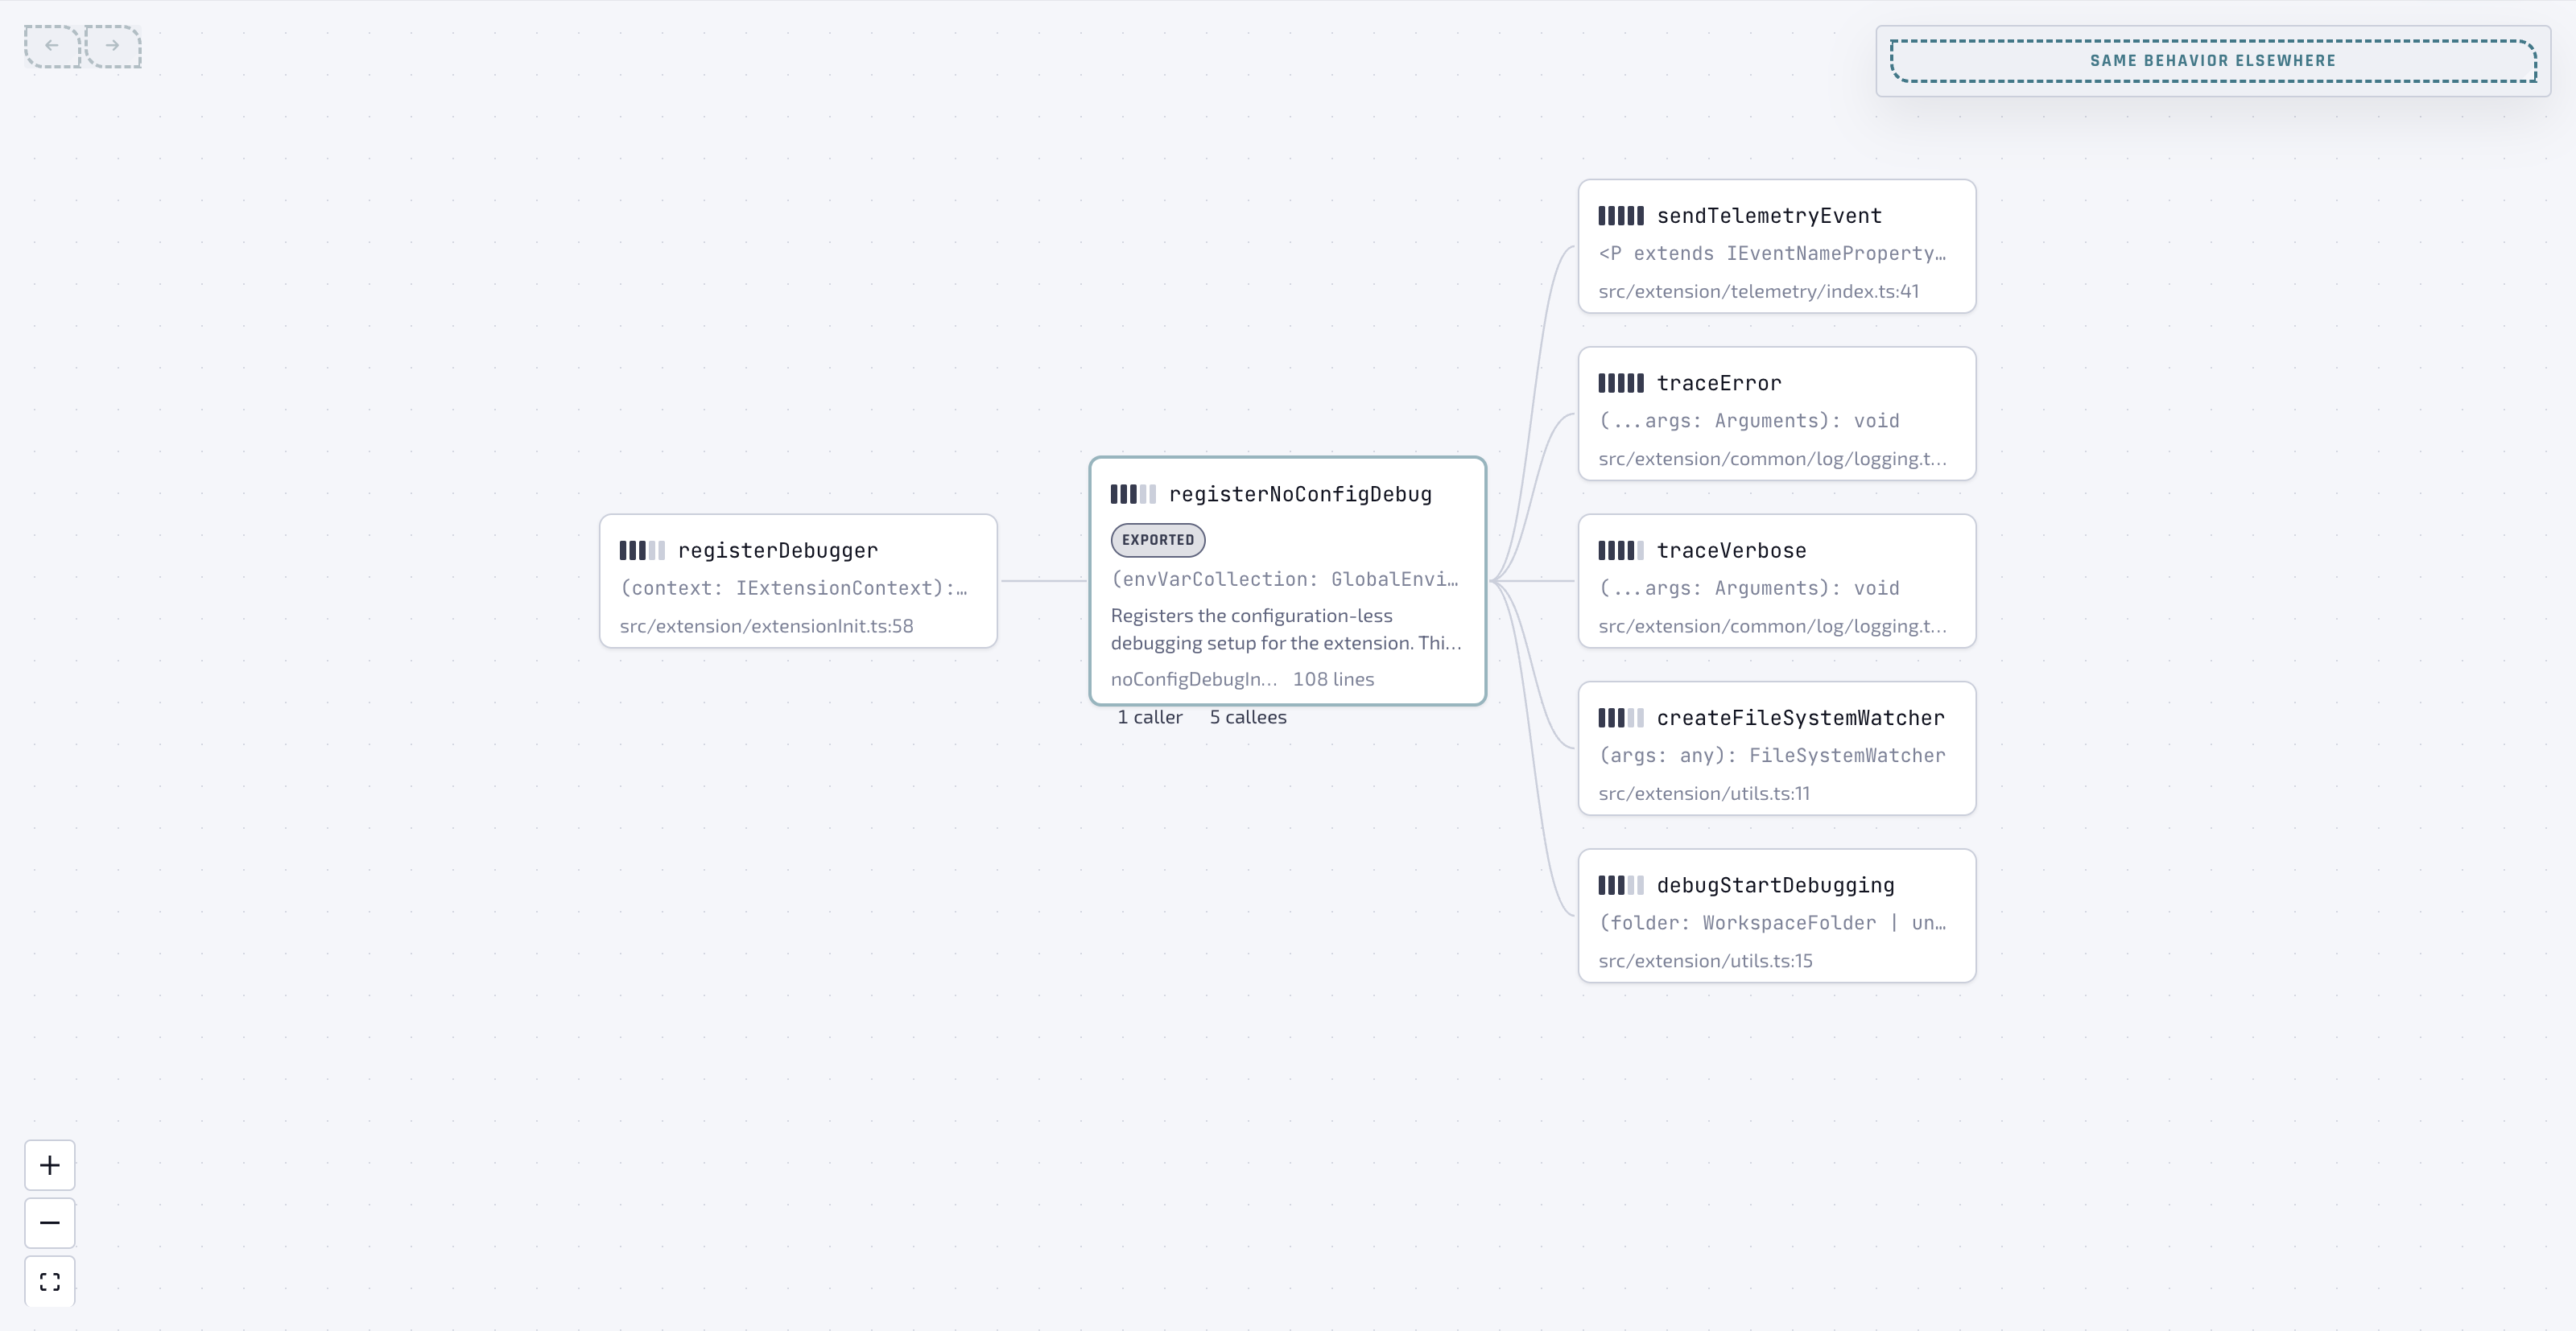 SAME BEHAVIOR ELSEWHERE
sendTelemetryEvent
<P extends IEventNameProperty…
src/extension/telemetry/index.ts:41
traceError
(...args: Arguments): void
src/extension/common/log/logging.t…
registerDebugger
(context: IExtensionContext):…
src/extension/extensionInit.ts:58
registerNoConfigDebug
EXPORTED
(envVarCollection: GlobalEnvi…
Registers the configuration-less
debugging setup for the extension. Thi…
noConfigDebugIn… 108 lines
1 caller 5 callees
traceVerbose
(...args: Arguments): void
src/extension/common/log/logging.t…
createFileSystemWatcher
(args: any): FileSystemWatcher
src/extension/utils.ts:11
debugStartDebugging
(folder: WorkspaceFolder | un…
src/extension/utils.ts:15